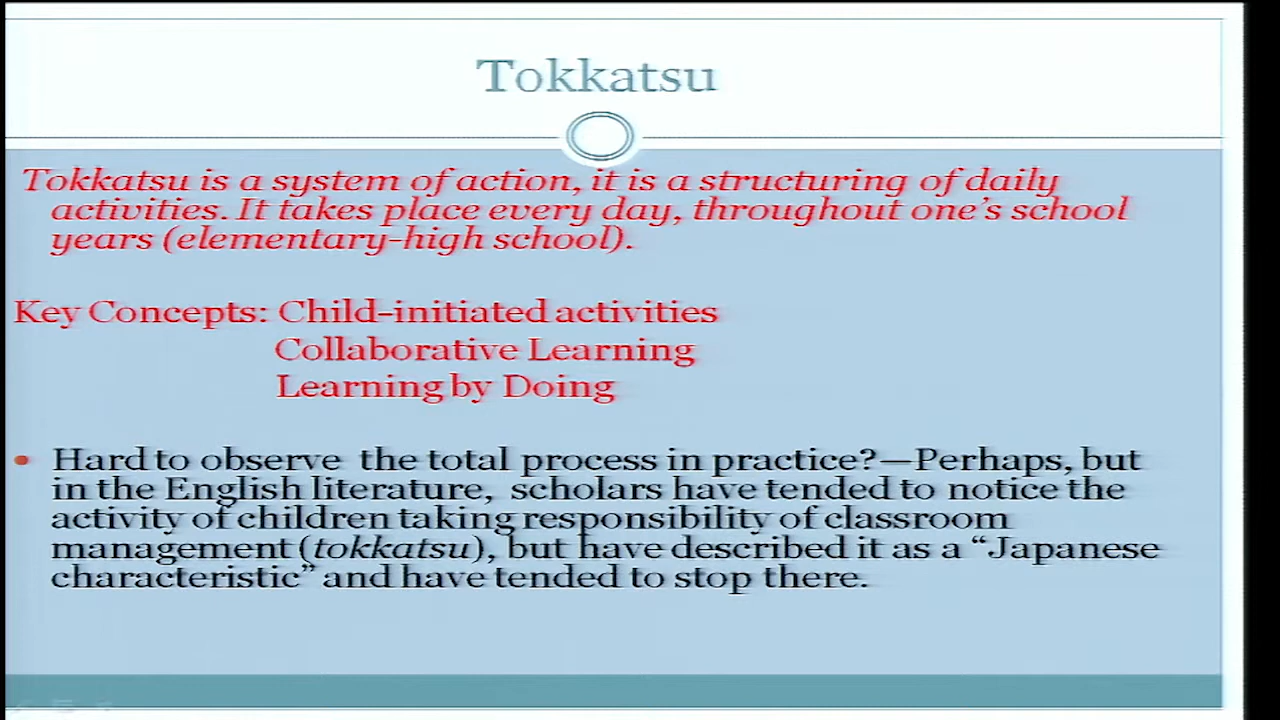 Tokkatsu
Tokkatsu is a system of action, it is a structuring of daily
activities. It takes place every day, throughout one's school
years (elementary-high school).
Key Concepts: Child-initiated activities
Collaborative Learning
Learning by Doing
• Hard to observe the total process in practice?—Perhaps, but
in the English literature, scholars have tended to notice the
activity of children taking responsibility of classroom
management (tokkatsu), but have described it as a “Japanese
characteristic” and have tended to stop there.